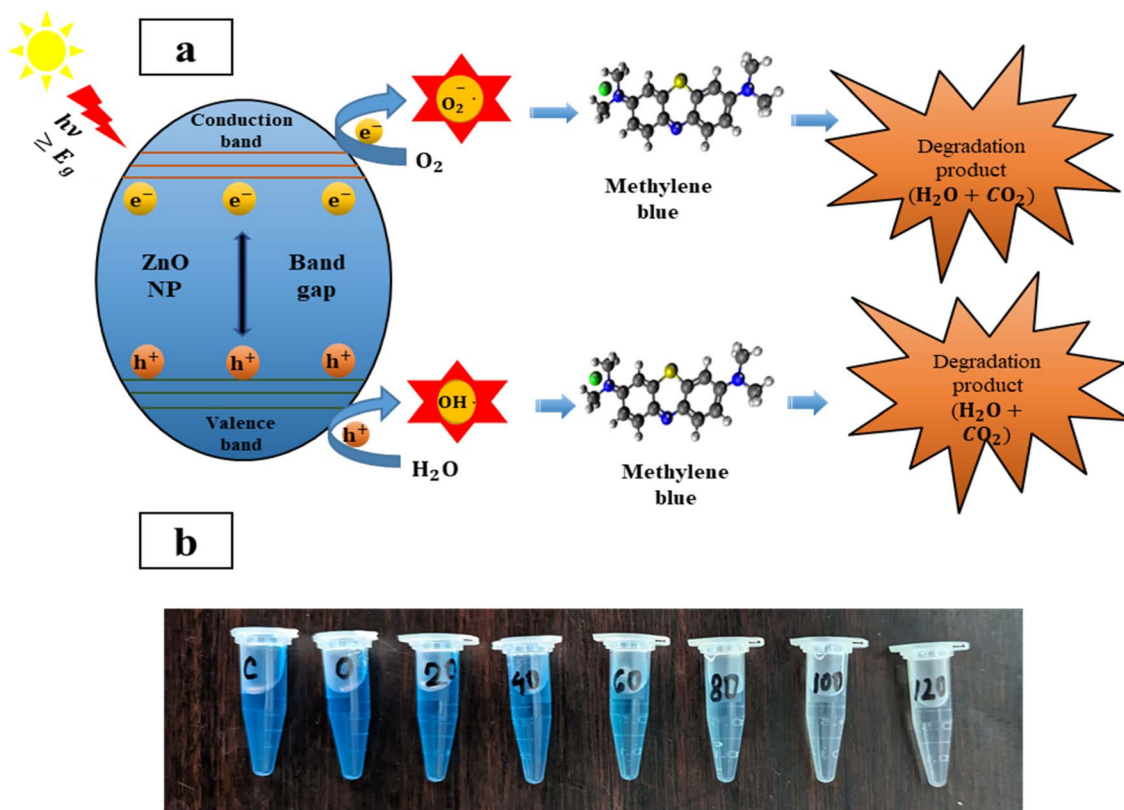 a
hν
≥ E_g
Conduction
band
e⁻
O₂⁻·
O₂
e⁻ e⁻ e⁻
ZnO
NP
Band
gap
h⁺ h⁺ h⁺
Valence
band
h⁺
OH·
H₂O
Methylene
blue
Degradation
product
(H₂O + CO₂)
Methylene
blue
Degradation
product
(H₂O +
CO₂)
b
C 0 20 40 60 80 100 120